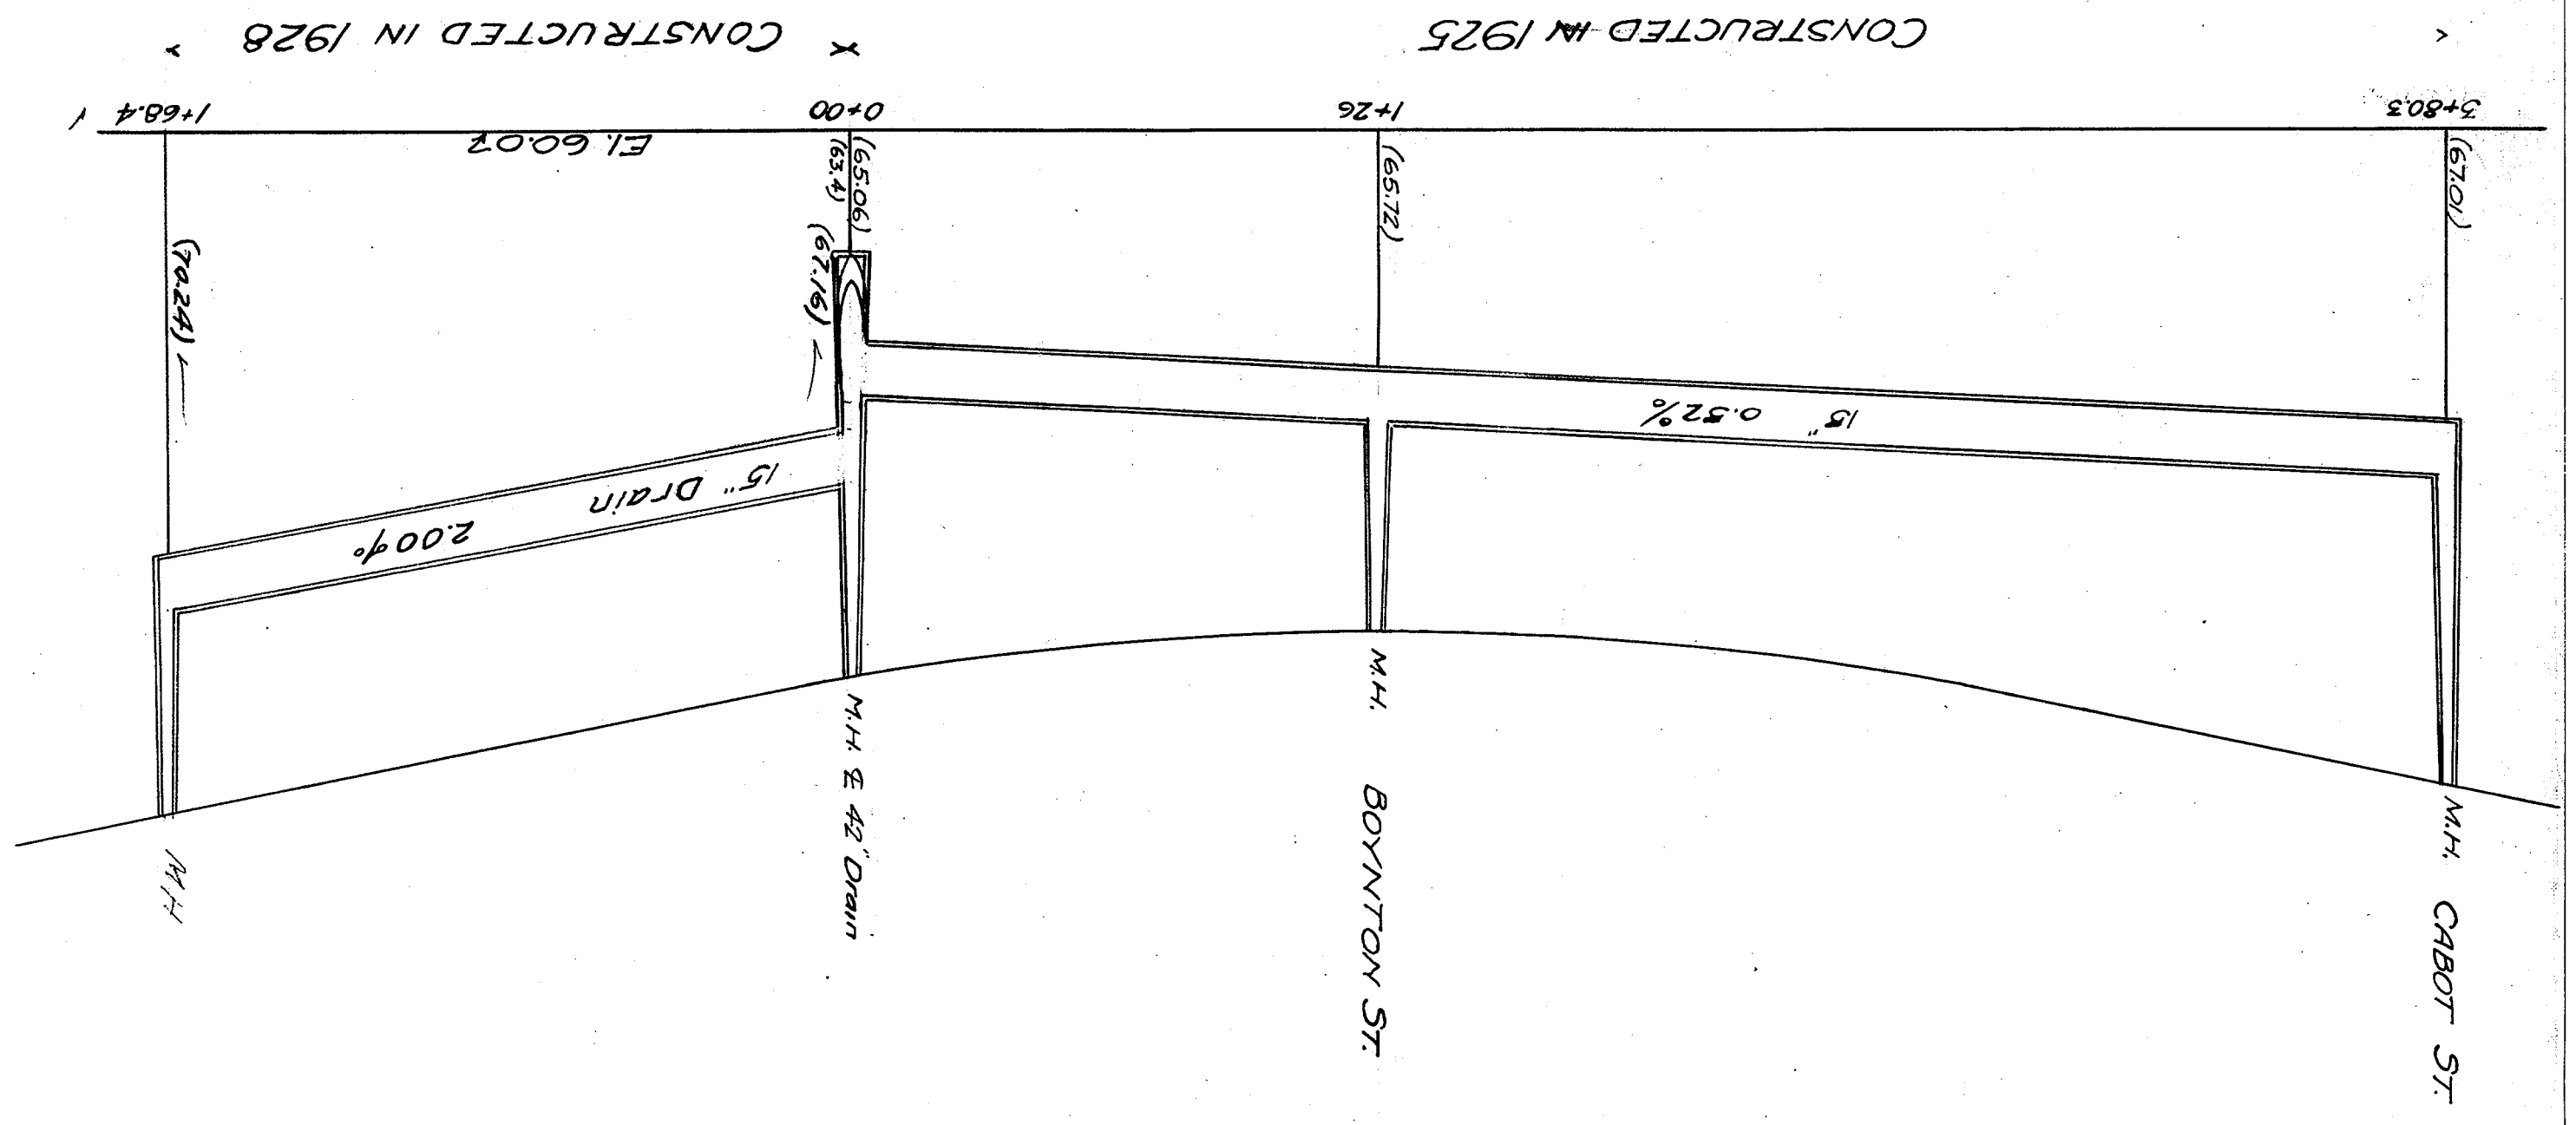 M.H. CABOT ST.
M.H. BOYNTON ST.
M.H. ℄ 42" Drain
M.H
15" 0.52%
15" Drain
2.00%
(67.01)
(65.72)
(65.06)
(63.4)
(67.16)
(70.24)
El. 60.07
3+80.3
1+26
0+00
1+68.4
CONSTRUCTED IN 1925
CONSTRUCTED IN 1928